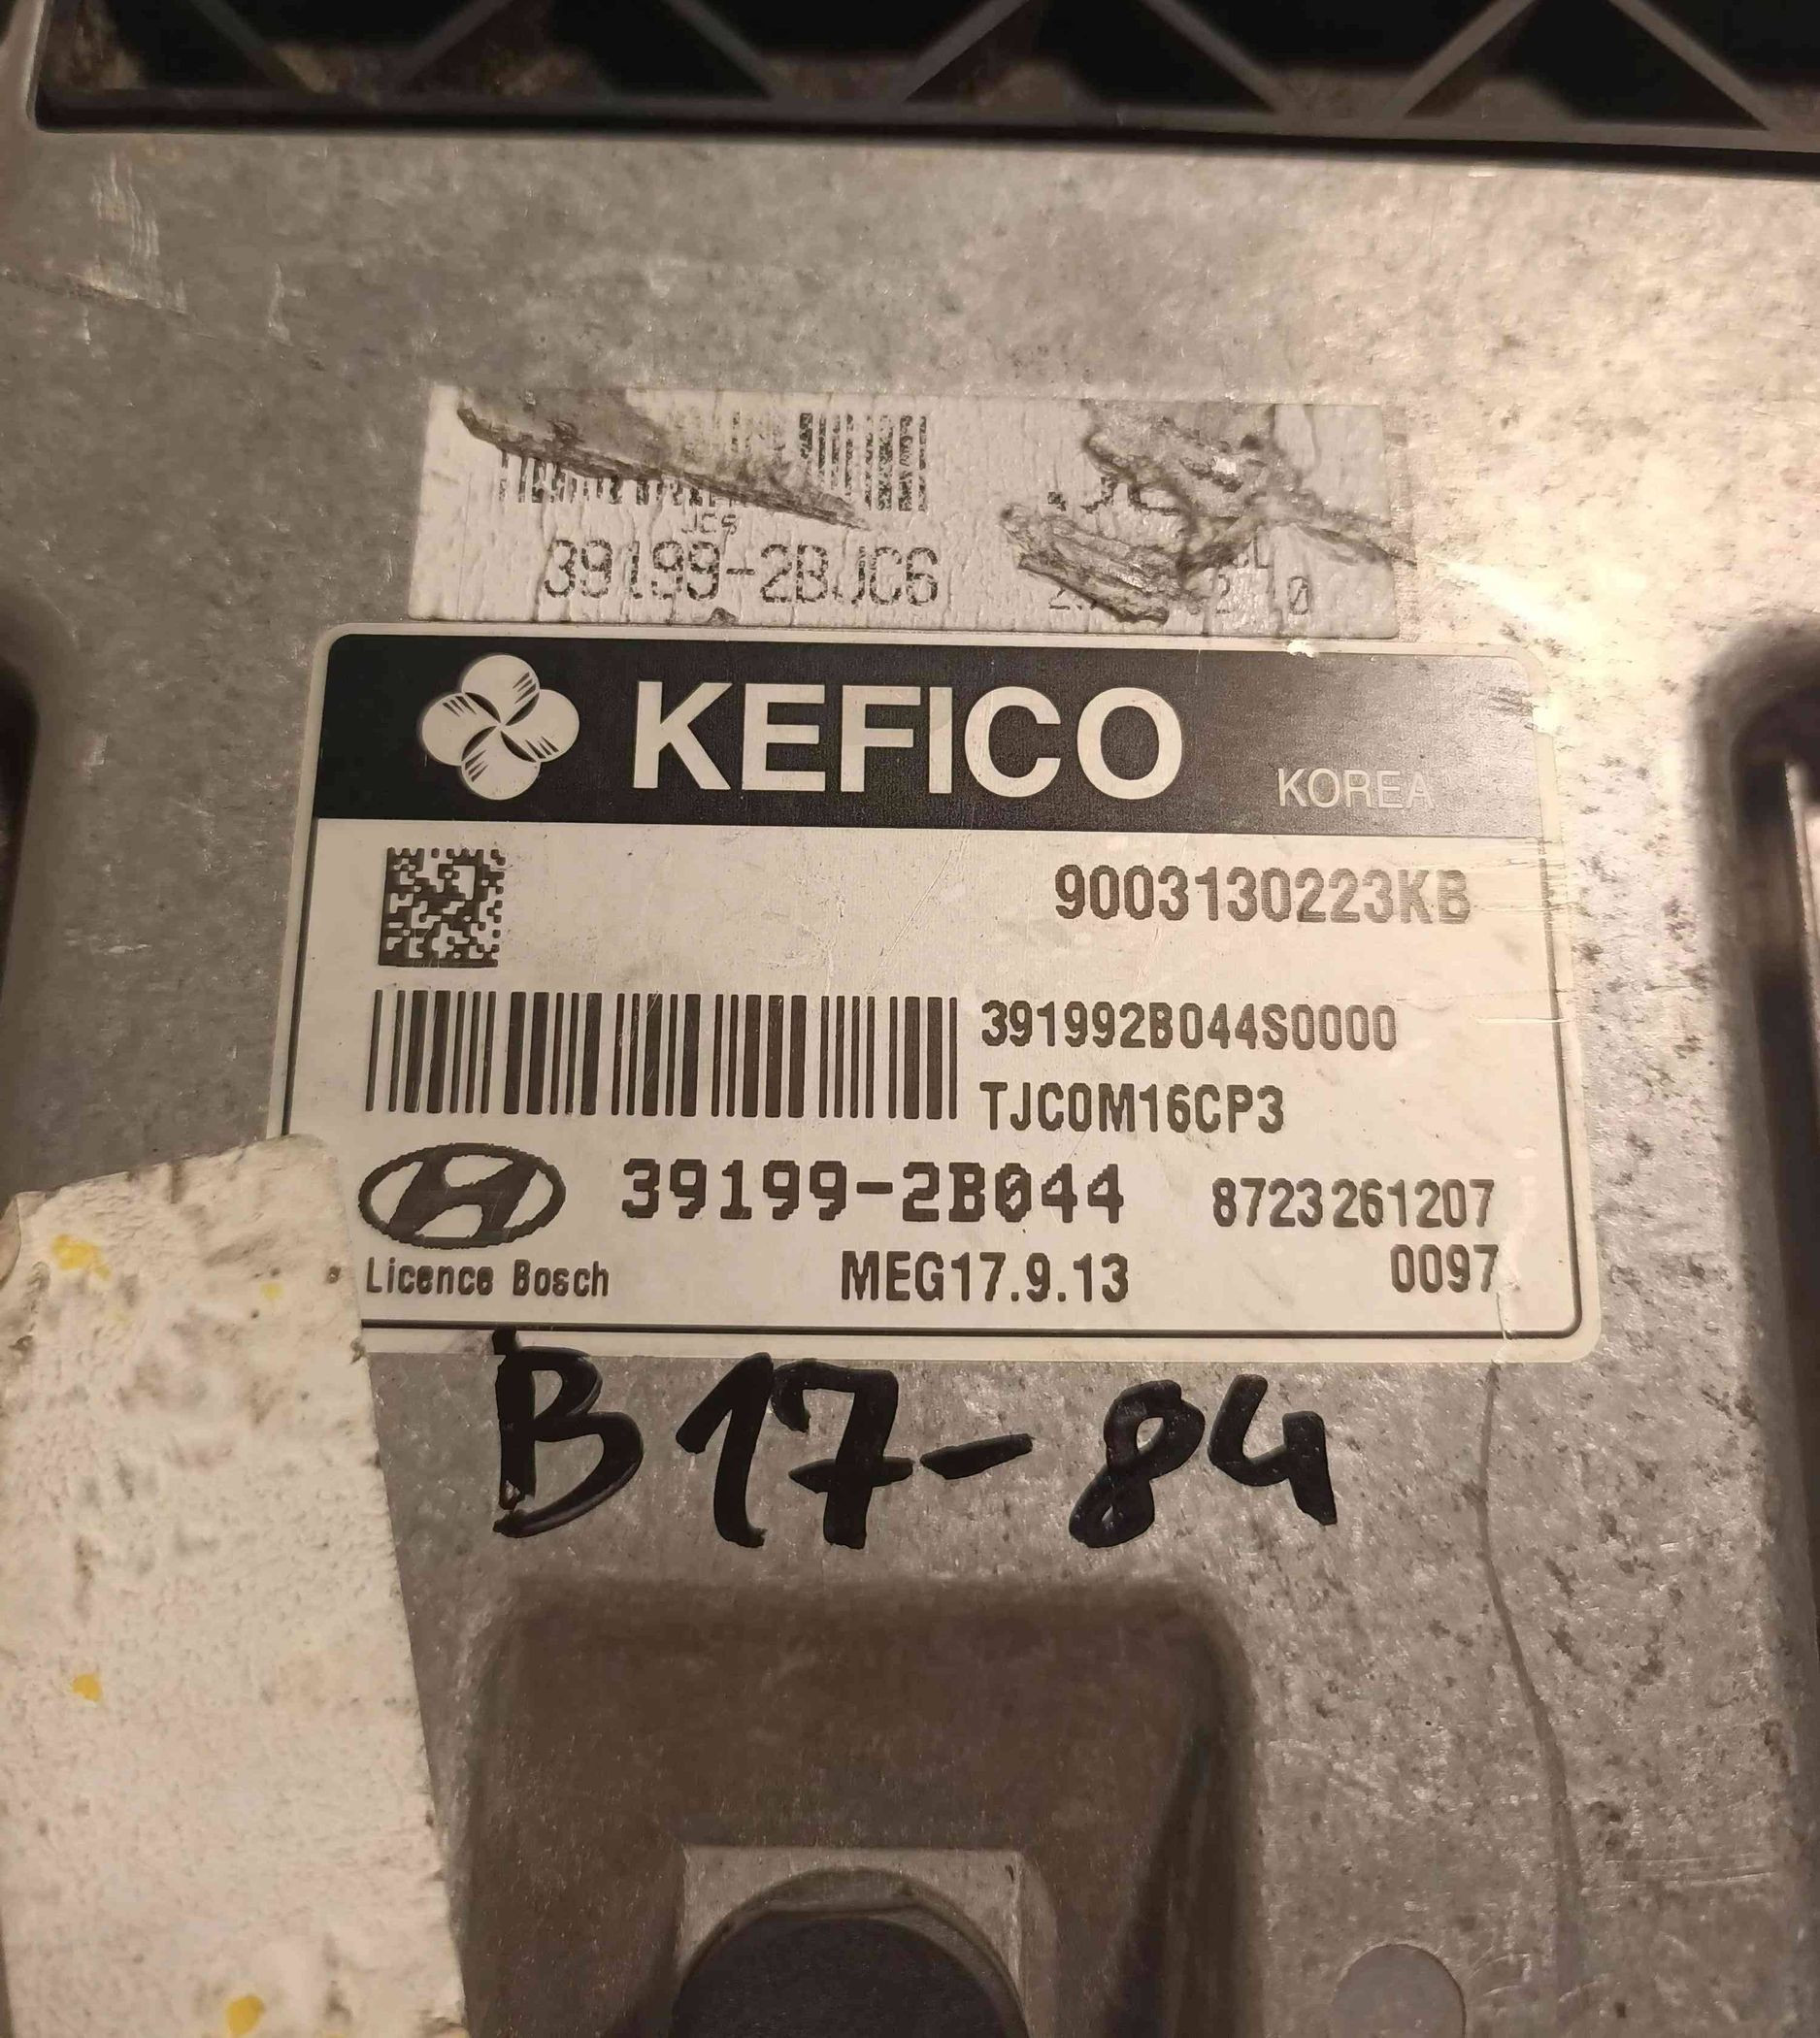 JCS
39199-2BJC6
KEFICO
KOREA
9003130223KB
391992B044S0000
TJC0M16CP3
39199-2B044
8723261207
Licence Bosch
MEG17.9.13
0097
B17-84